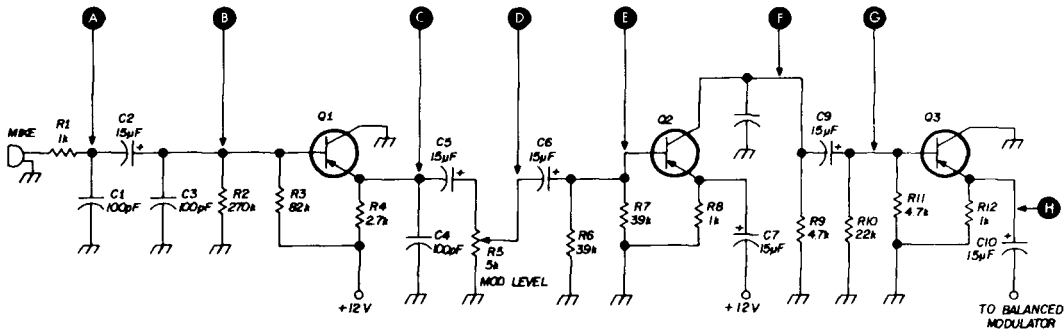 A
B
C
D
E
F
G
H
MIKE
R1
1k
C2
15µF
+
C1
100pF
C3
100pF
R2
270k
R3
82k
Q1
R4
2.7k
+12V
C4
100pF
C5
15µF
+
R5
5k
MOD LEVEL
C6
15µF
+
R6
39k
R7
39k
Q2
R8
1k
+
C7
15µF
+12V
R9
4.7k
C9
15µF
+
R10
22k
R11
4.7k
Q3
R12
1k
+
C10
15µF
TO BALANCED
MODULATOR